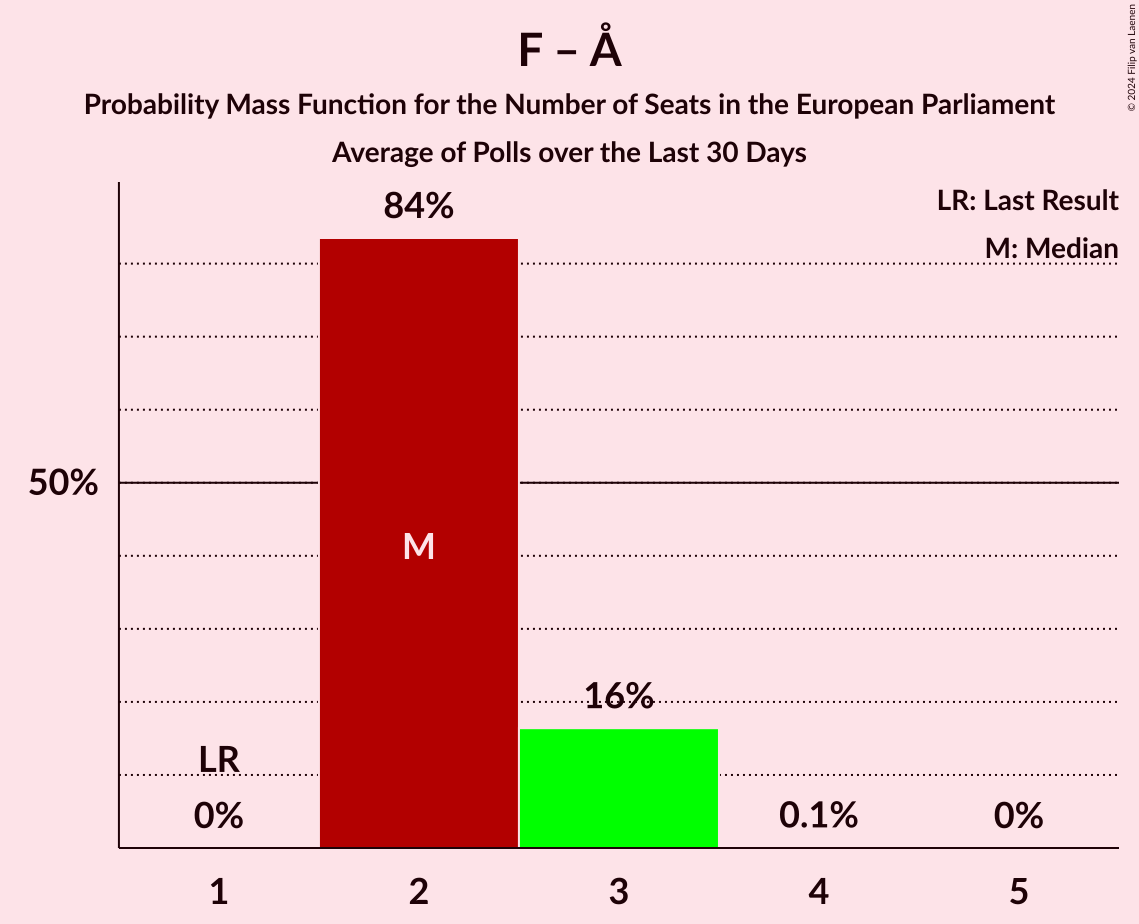 F – Å
Probability Mass Function for the Number of Seats in the European Parliament
Average of Polls over the Last 30 Days
© 2024 Filip van Laenen
LR: Last Result
M: Median
84%
50%
M
16%
LR
0%
0.1%
0%
1
2
3
4
5